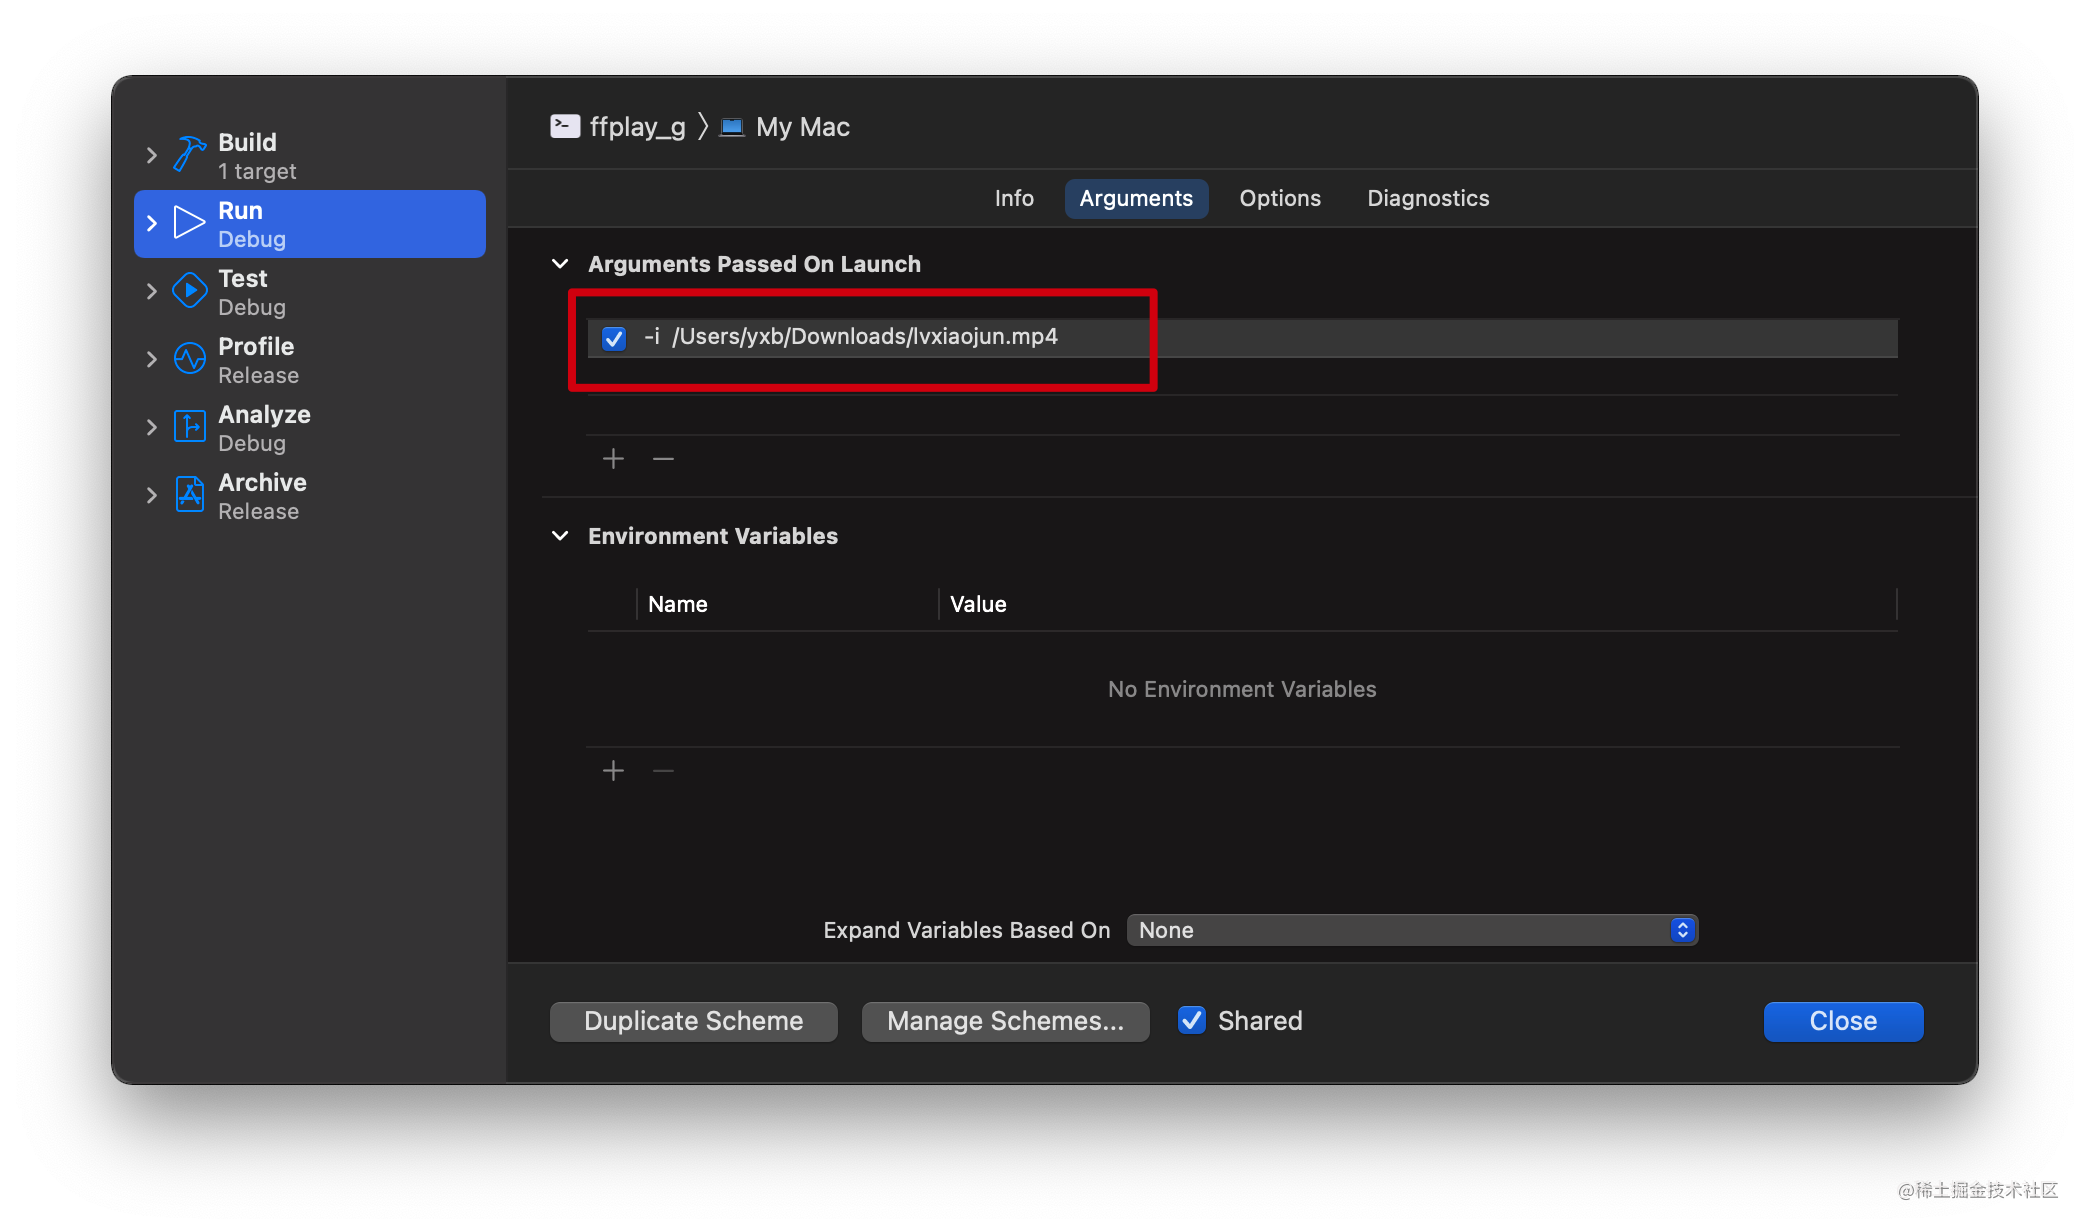 Build
1 target
Run
Debug
Test
Debug
Profile
Release
Analyze
Debug
Archive
Release
ffplay_g 〉 My Mac
Info Arguments Options Diagnostics
Arguments Passed On Launch
-i /Users/yxb/Downloads/lvxiaojun.mp4
Environment Variables
Name Value
No Environment Variables
Expand Variables Based On None
Duplicate Scheme Manage Schemes... Shared Close
@稀土掘金技术社区